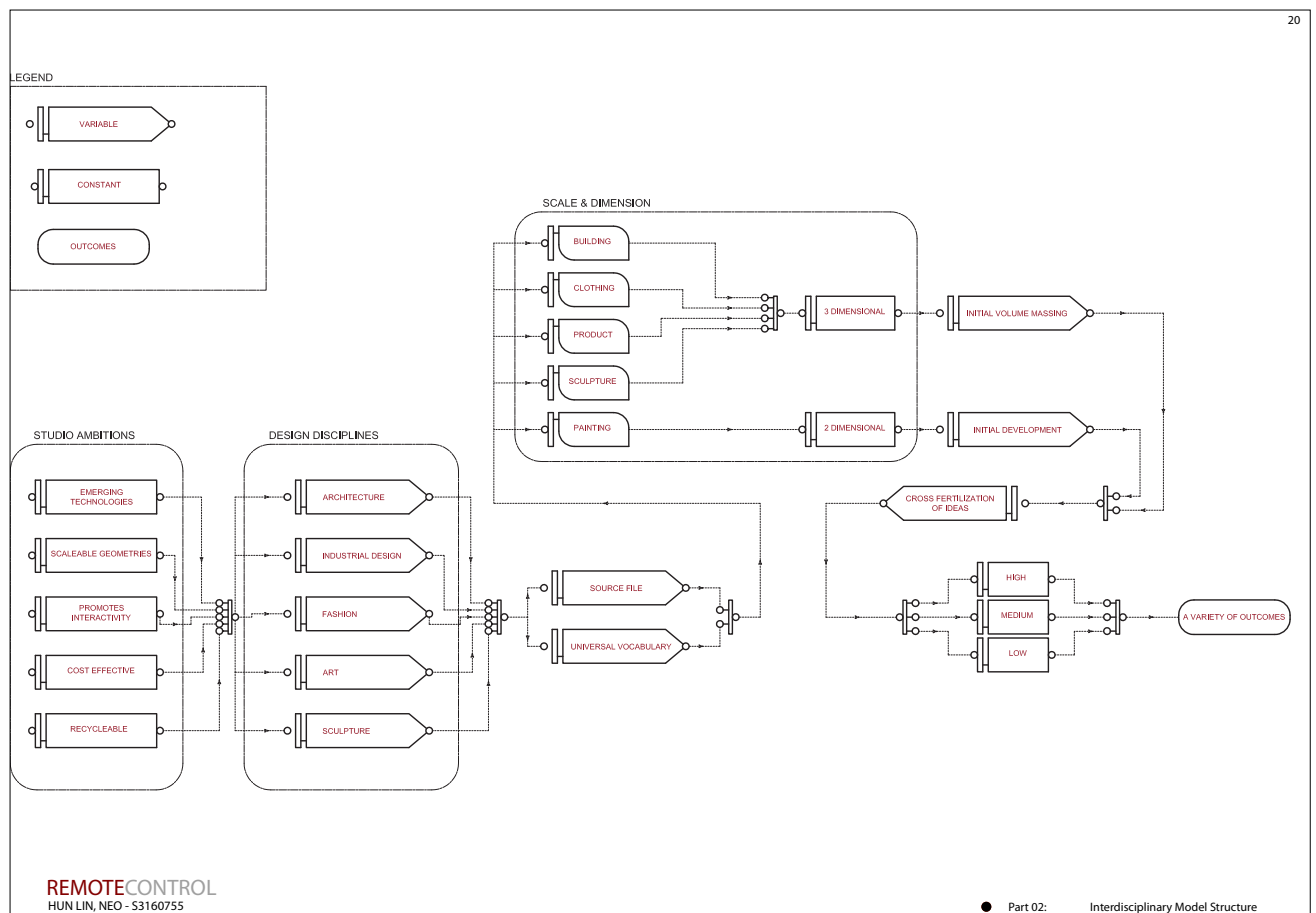 20
LEGEND
VARIABLE
CONSTANT
OUTCOMES
SCALE & DIMENSION
BUILDING
CLOTHING
PRODUCT
SCULPTURE
PAINTING
3 DIMENSIONAL
2 DIMENSIONAL
INITIAL VOLUME MASSING
INITIAL DEVELOPMENT
STUDIO AMBITIONS
EMERGING
TECHNOLOGIES
SCALEABLE GEOMETRIES
PROMOTES
INTERACTIVITY
COST EFFECTIVE
RECYCLEABLE
DESIGN DISCIPLINES
ARCHITECTURE
INDUSTRIAL DESIGN
FASHION
ART
SCULPTURE
SOURCE FILE
UNIVERSAL VOCABULARY
CROSS FERTILIZATION
OF IDEAS
HIGH
MEDIUM
LOW
A VARIETY OF OUTCOMES
REMOTECONTROL
HUN LIN, NEO - S3160755
Part 02: Interdisciplinary Model Structure